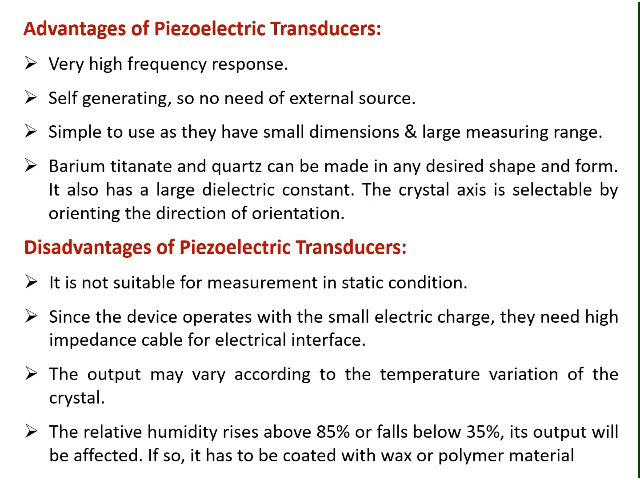 Advantages of Piezoelectric Transducers:
➢ Very high frequency response.
➢ Self generating, so no need of external source.
➢ Simple to use as they have small dimensions & large measuring range.
➢ Barium titanate and quartz can be made in any desired shape and form.
It also has a large dielectric constant. The crystal axis is selectable by
orienting the direction of orientation.
Disadvantages of Piezoelectric Transducers:
➢ It is not suitable for measurement in static condition.
➢ Since the device operates with the small electric charge, they need high
impedance cable for electrical interface.
➢ The output may vary according to the temperature variation of the
crystal.
➢ The relative humidity rises above 85% or falls below 35%, its output will
be affected. If so, it has to be coated with wax or polymer material